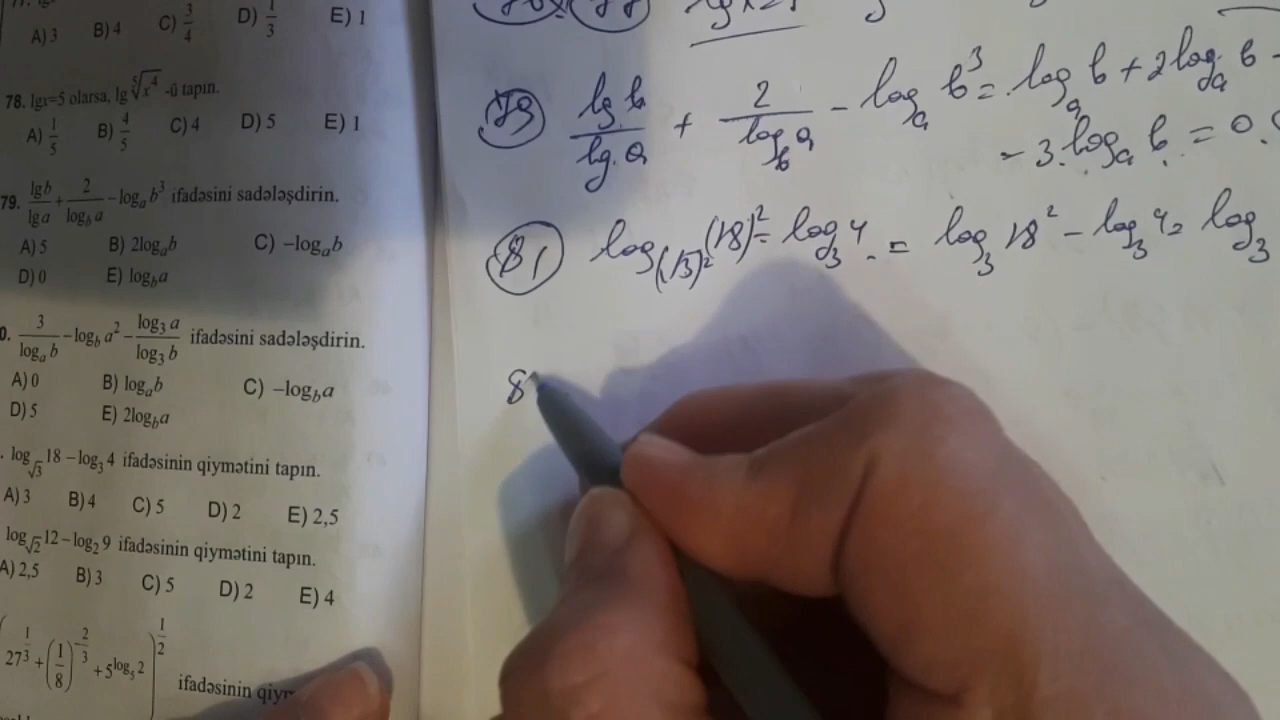 A) 3 B) 4 C) 3/4 D) 1/3 E) 1
78. lgx=5 olarsa, lg ⁵√x⁴ -ü tapın.
A) 1/5 B) 4/5 C) 4 D) 5 E) 1
79. lgb/lga + 2/log_b a − log_a b³ ifadəsini sadələşdirin.
A) 5 B) 2log_a b C) −log_a b
D) 0 E) log_b a
0. 3/log_a b − log_b a² − log₃a/log₃b ifadəsini sadələşdirin.
A) 0 B) log_a b C) −log_b a
D) 5 E) 2log_b a
. log_√3 18 − log₃ 4 ifadəsinin qiymətini tapın.
A) 3 B) 4 C) 5 D) 2 E) 2,5
log_√2 12 − log₂ 9 ifadəsinin qiymətini tapın.
A) 2,5 B) 3 C) 5 D) 2 E) 4
(27^(1/3) + (1/8)^(−2/3) + 5^(log₅ 2))^(1/2) ifadəsinin
79 lg b/lg a + 2/log_b a − log_a b³ = log_a b + 2log_a b −
− 3.log_a b = 0
81 log_(√3)² (18)² − log₃ 4 = log₃ 18² − log₃ 4 = log₃
8